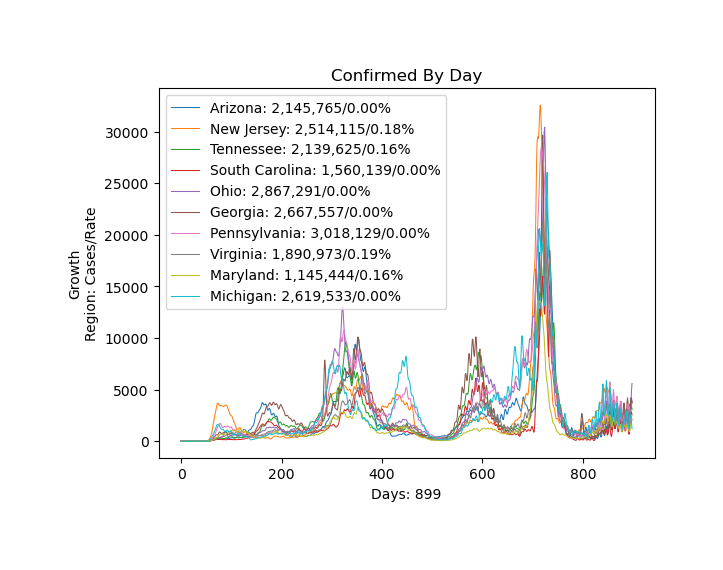 Confirmed By Day
Growth
Region: Cases/Rate
30000
25000
20000
15000
10000
5000
0
Arizona: 2,145,765/0.00%
New Jersey: 2,514,115/0.18%
Tennessee: 2,139,625/0.16%
South Carolina: 1,560,139/0.00%
Ohio: 2,867,291/0.00%
Georgia: 2,667,557/0.00%
Pennsylvania: 3,018,129/0.00%
Virginia: 1,890,973/0.19%
Maryland: 1,145,444/0.16%
Michigan: 2,619,533/0.00%
0 200 400 600 800
Days: 899